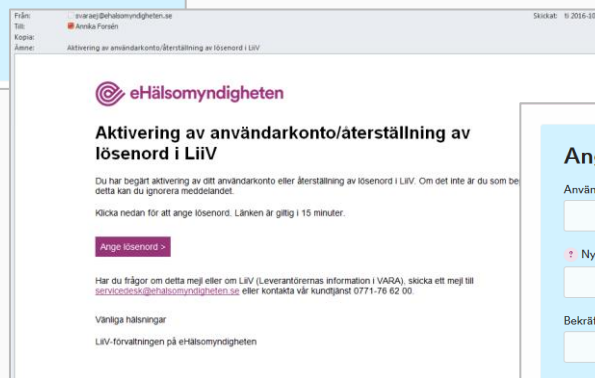 Från: svaraej@ehalsomyndigheten.se Skickat: ti 2016-10
Till: Annika Forsén
Kopia:
Ämne: Aktivering av användarkonto/återställning av lösenord i LiiV
eHälsomyndigheten
Aktivering av användarkonto/återställning av
lösenord i LiiV
Du har begärt aktivering av ditt användarkonto eller återställning av lösenord i LiiV. Om det inte är du som be
detta kan du ignorera meddelandet.
Klicka nedan för att ange lösenord. Länken är giltig i 15 minuter.
Ange lösenord >
Har du frågor om detta mejl eller om LiiV (Leverantörernas information i VARA), skicka ett mejl till
servicedesk@ehalsomyndigheten.se eller kontakta vår kundtjänst 0771-76 62 00.
Vänliga hälsningar
LiiV-förvaltningen på eHälsomyndigheten
Ang
Använ
? Ny
Bekräf